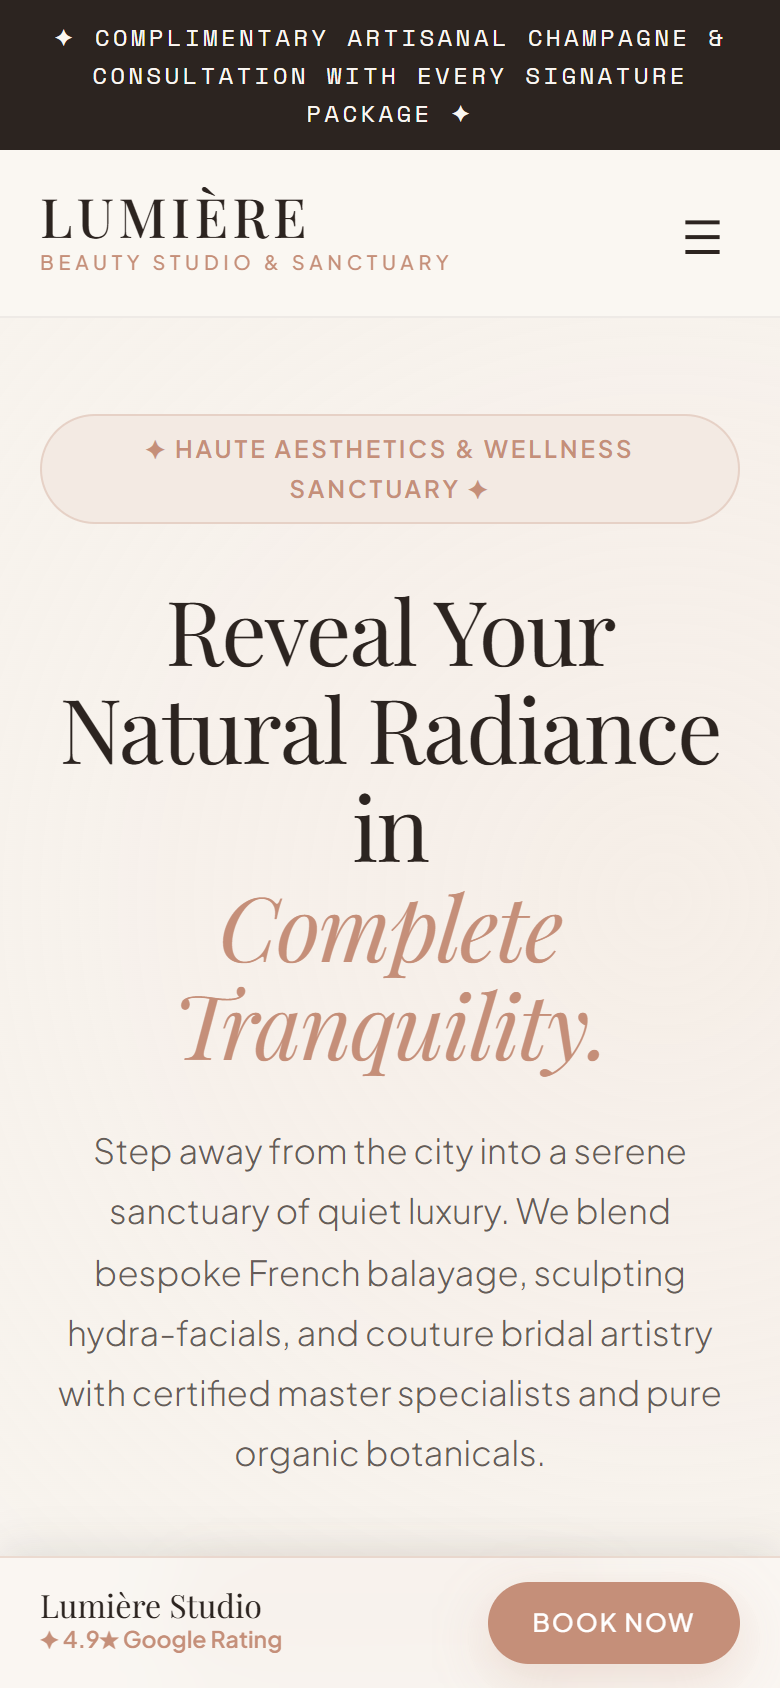 ✦ COMPLIMENTARY ARTISANAL CHAMPAGNE &
CONSULTATION WITH EVERY SIGNATURE
PACKAGE ✦
LUMIÈRE
BEAUTY STUDIO & SANCTUARY
✦ HAUTE AESTHETICS & WELLNESS
SANCTUARY ✦
Reveal Your
Natural Radiance
in
Complete
Tranquility.
Step away from the city into a serene
sanctuary of quiet luxury. We blend
bespoke French balayage, sculpting
hydra-facials, and couture bridal artistry
with certified master specialists and pure
organic botanicals.
Lumière Studio
✦ 4.9★ Google Rating
BOOK NOW